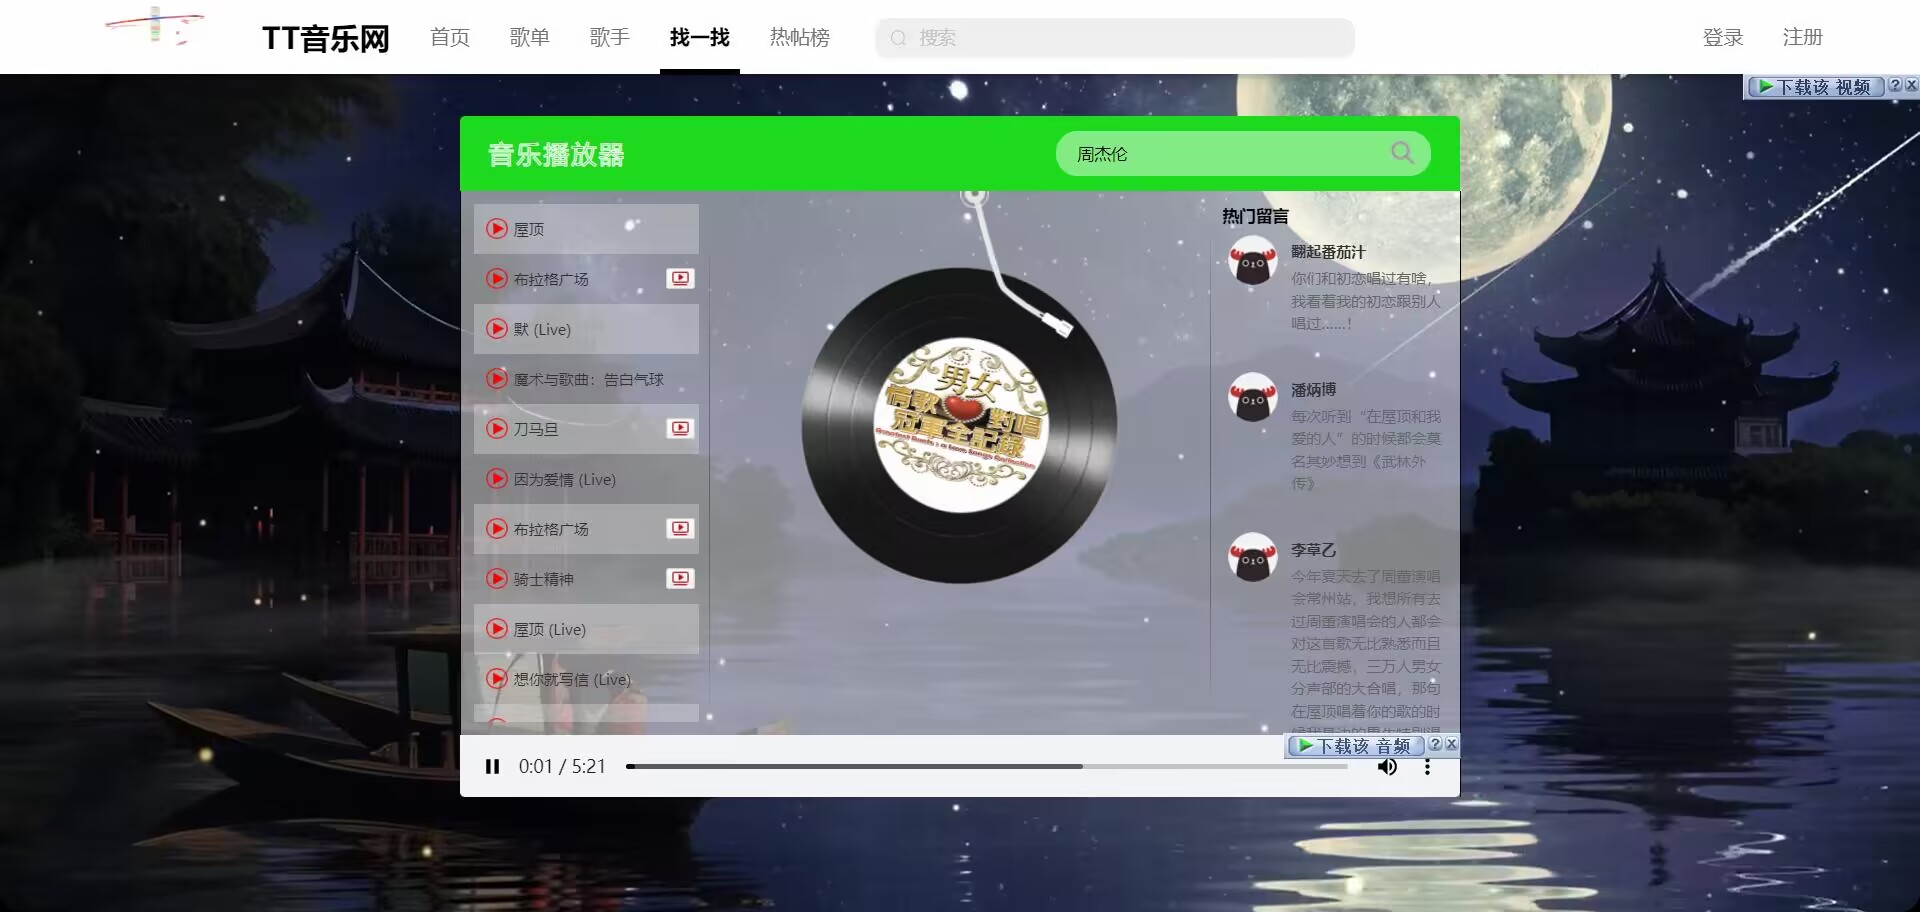 TT音乐网
首页
歌单
歌手
找一找
热帖榜
搜索
登录
注册
下载该 视频
音乐播放器
周杰伦
屋顶
布拉格广场
默 (Live)
魔术与歌曲：告白气球
刀马旦
因为爱情 (Live)
布拉格广场
骑士精神
屋顶 (Live)
想你就写信 (Live)
男女
情歌對唱
冠軍全記錄
热门留言
翻起番茄汁
你们和初恋唱过有啥，
我看着我的初恋跟别人
唱过……！
潘炳博
每次听到“在屋顶和我
爱的人”的时候都会莫
名其妙想到《武林外
传》
李草乙
今年夏天去了周董演唱
会常州站，我想所有去
过周董演唱会的人都会
对这首歌无比熟悉而且
无比震撼，三万人男女
分声部的大合唱，那句
在屋顶唱着你的歌的时
下载该 音频
0:01 / 5:21